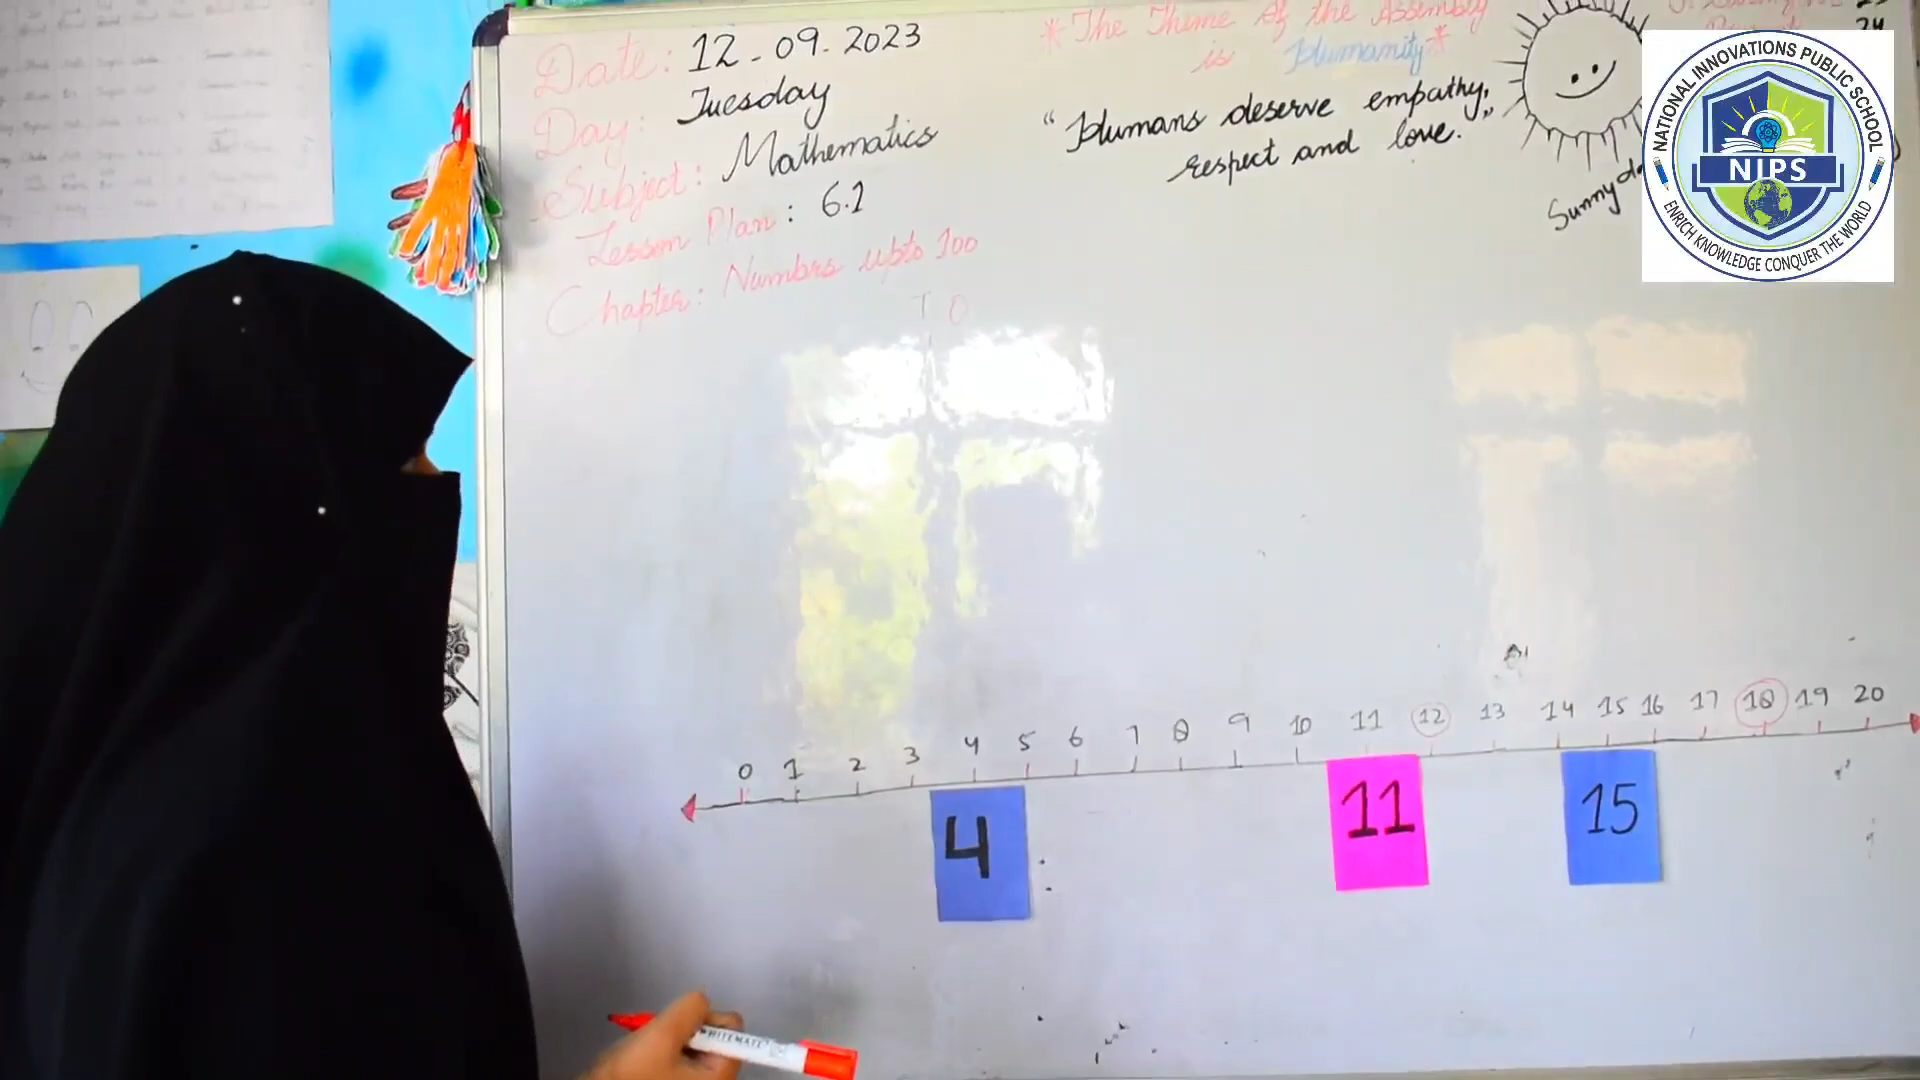 Date: 12-09.2023
Day: Tuesday
Subject: Mathematics
Lesson Plan: 6.1
Chapter: Numbrs upto 100
T O
*The Theme of the Assembly
is Humanity*
"Humans deserve empathy,
respect and love."
24
Sunny
NATIONAL INNOVATIONS PUBLIC SCHOOL
NIPS
ENRICH KNOWLEDGE CONQUER THE WORLD
0 1 2 3 4 5 6 7 8 9 10 11 12 13 14 15 16 17 18 19 20
4 11 15
WRITEMATE